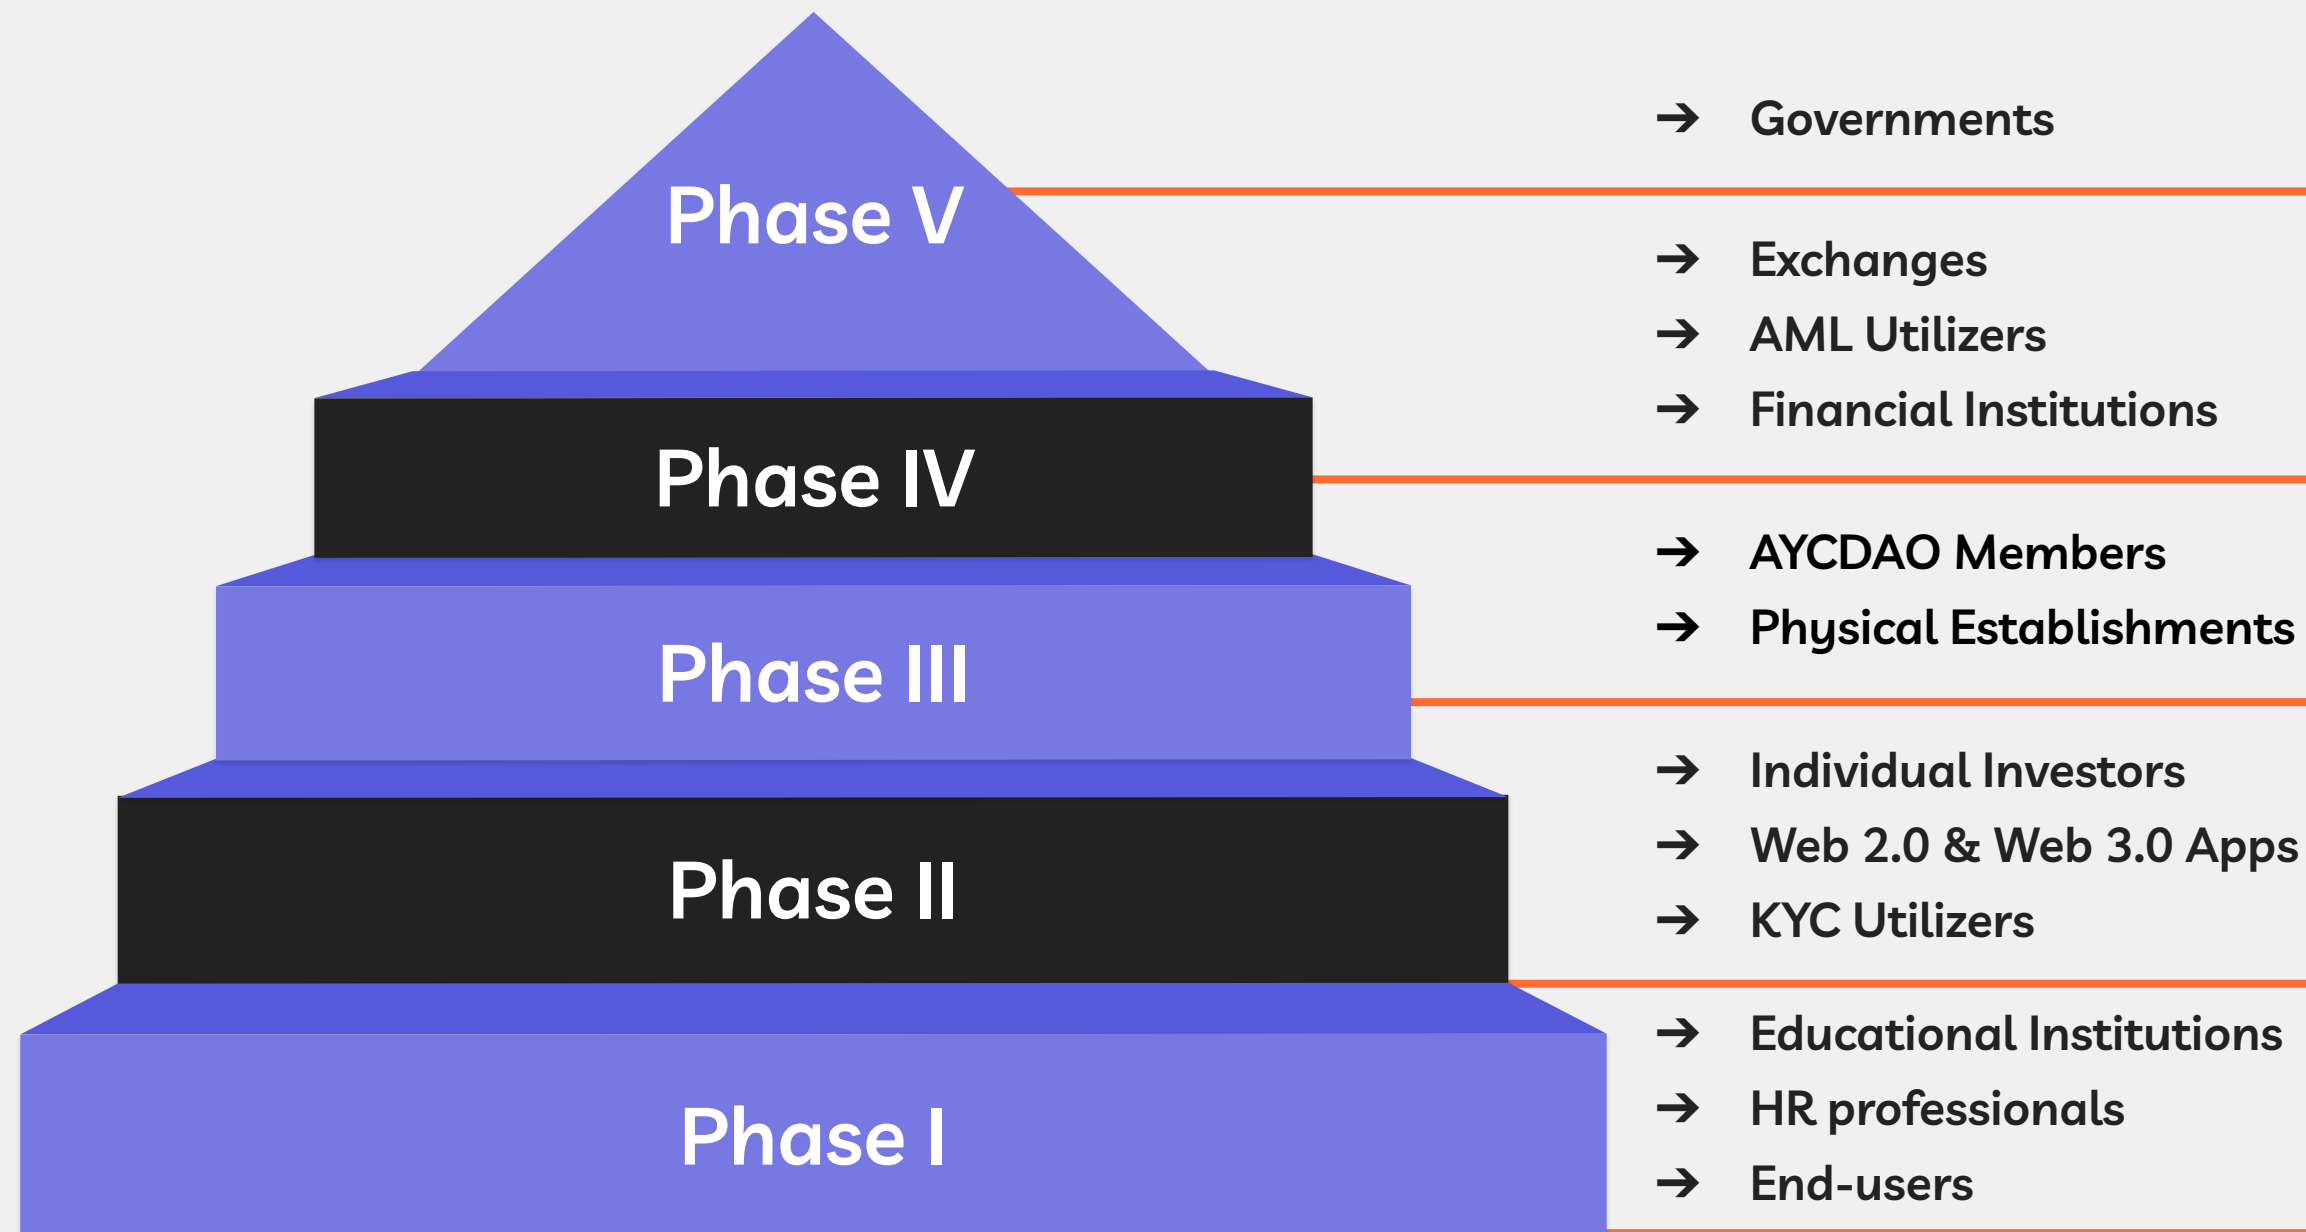 Phase V
➔ Governments
➔ Exchanges
➔ AML Utilizers
➔ Financial Institutions
Phase IV
➔ AYCDAO Members
➔ Physical Establishments
Phase III
➔ Individual Investors
➔ Web 2.0 & Web 3.0 Apps
➔ KYC Utilizers
Phase II
➔ Educational Institutions
➔ HR professionals
➔ End-users
Phase I